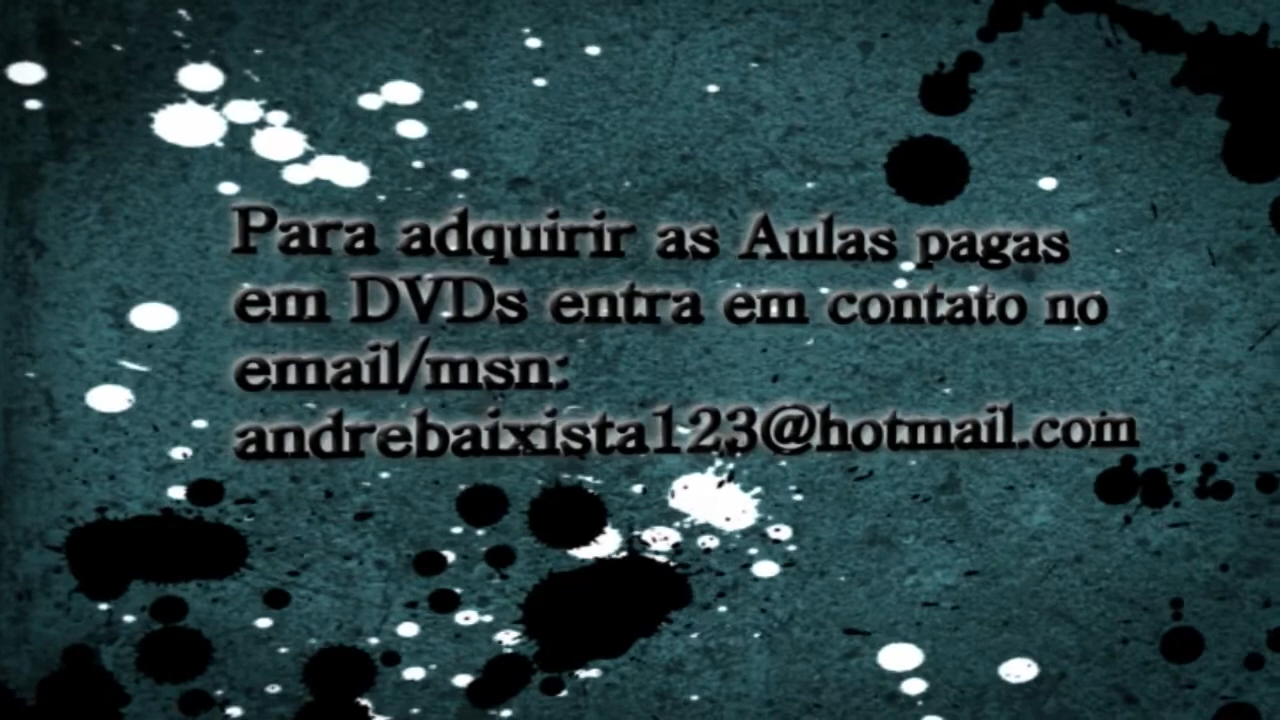 Para adquirir as Aulas pagas
em DVDs entra em contato no
email/msn:
andrebaixista123@hotmail.com